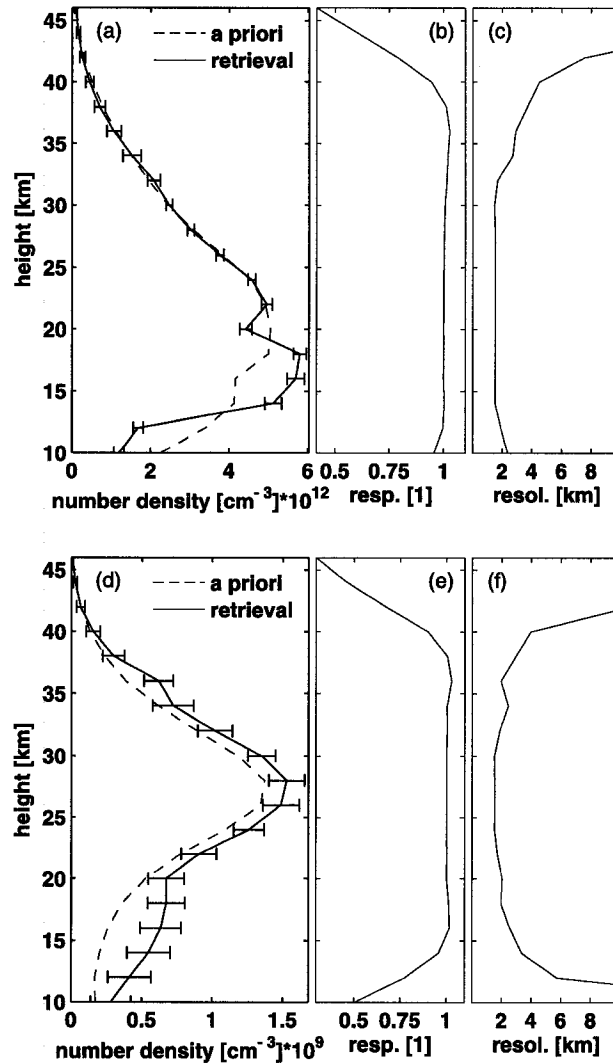 (a)
a priori
retrieval
(b)
(c)
height [km]
45
40
35
30
25
20
15
10
0
2
4
6
number density [cm⁻³]*10¹²
0.5
0.75
1
resp. [1]
2
4
6
8
resol. [km]
(d)
a priori
retrieval
(e)
(f)
height [km]
45
40
35
30
25
20
15
10
0
0.5
1
1.5
number density [cm⁻³]*10⁹
0.5
0.75
1
resp. [1]
2
4
6
8
resol. [km]